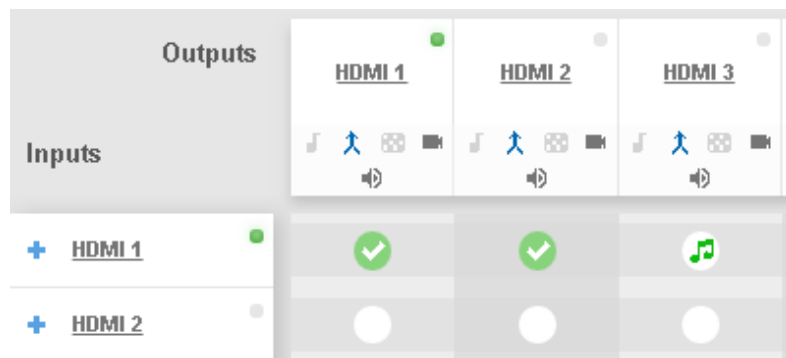 Outputs
HDMI 1 HDMI 2 HDMI 3
Inputs
HDMI 1
HDMI 2